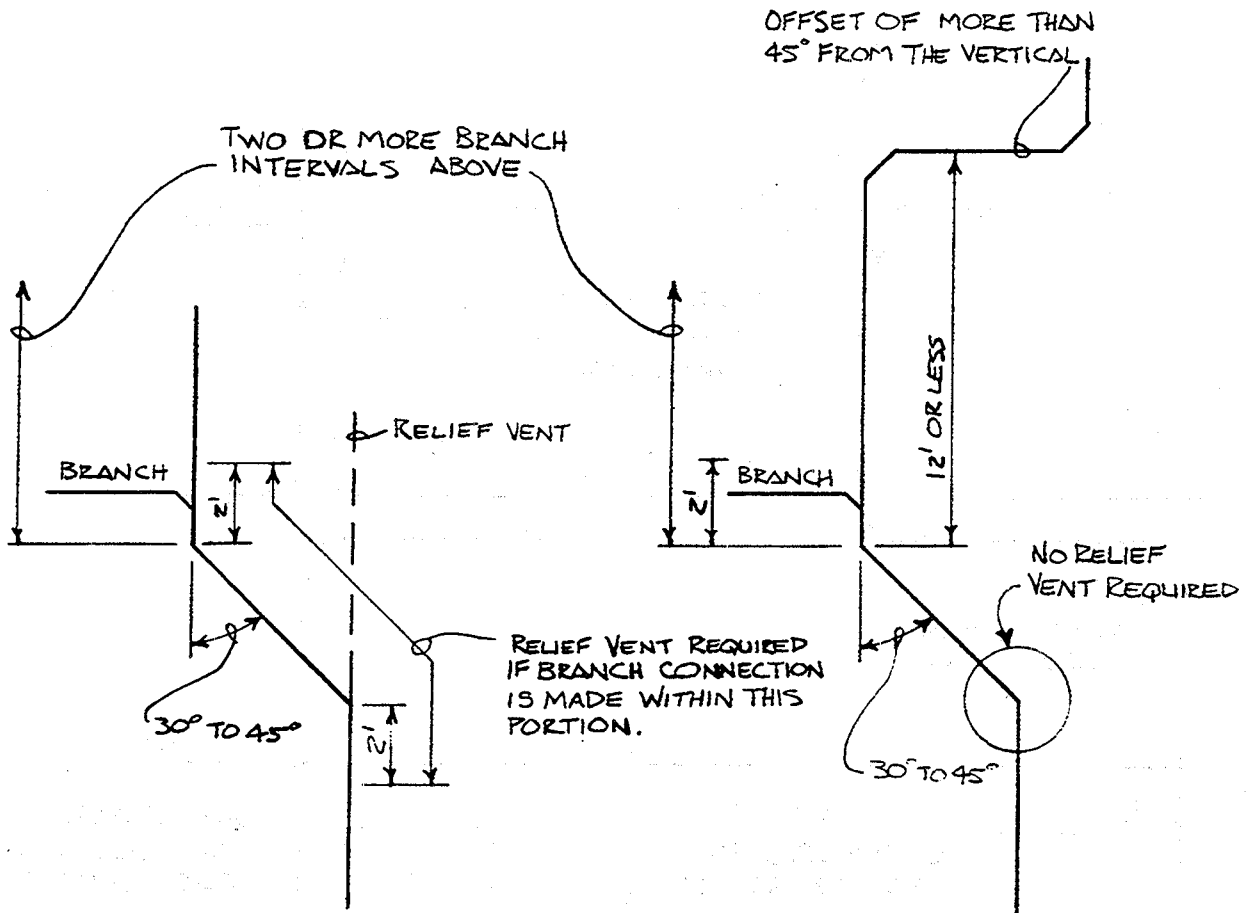 OFFSET OF MORE THAN
45° FROM THE VERTICAL
TWO OR MORE BRANCH
INTERVALS ABOVE
RELIEF VENT
BRANCH
2'
12' OR LESS
BRANCH
2'
NO RELIEF
VENT REQUIRED
RELIEF VENT REQUIRED
IF BRANCH CONNECTION
IS MADE WITHIN THIS
PORTION.
30° TO 45°
2'
30° TO 45°